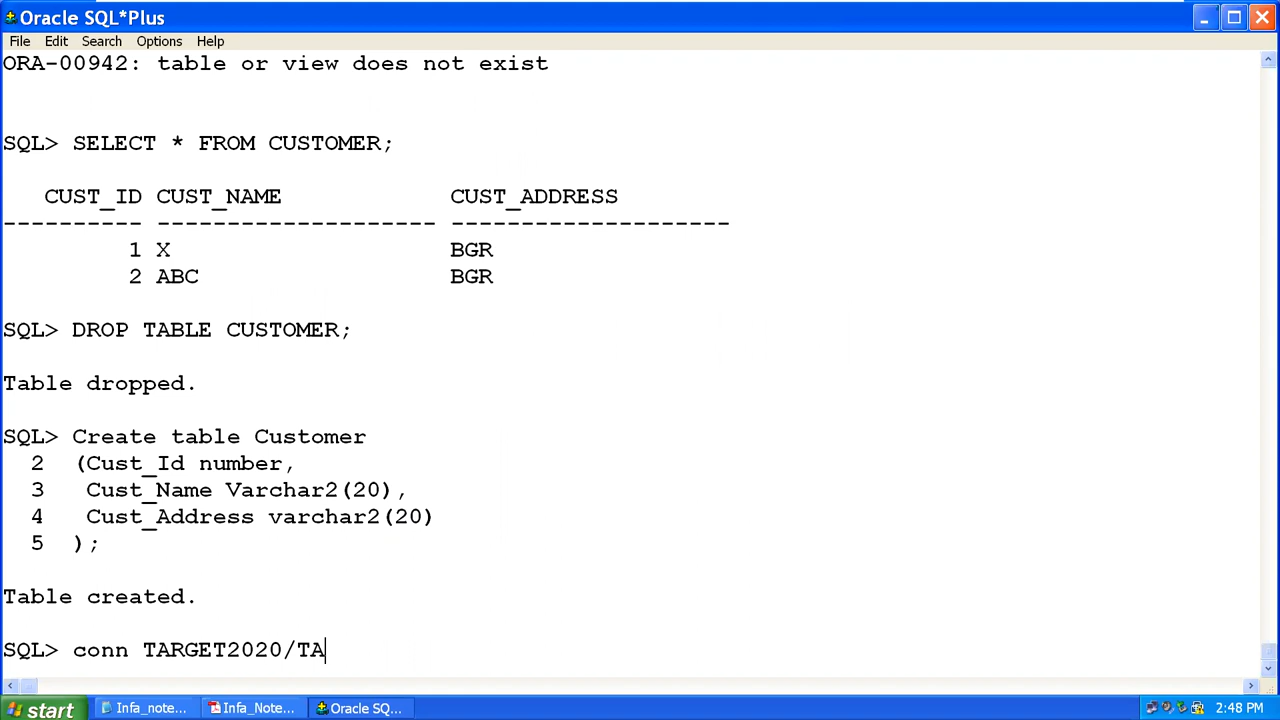 Oracle SQL*Plus
File Edit Search Options Help
ORA-00942: table or view does not exist
SQL> SELECT * FROM CUSTOMER;
CUST_ID CUST_NAME CUST_ADDRESS
---------- -------------------- --------------------
1 X BGR
2 ABC BGR
SQL> DROP TABLE CUSTOMER;
Table dropped.
SQL> Create table Customer
2 (Cust_Id number,
3 Cust_Name Varchar2(20),
4 Cust_Address varchar2(20)
5 );
Table created.
SQL> conn TARGET2020/TA
start Infa_note... Infa_Note... Oracle SQ... 2:48 PM